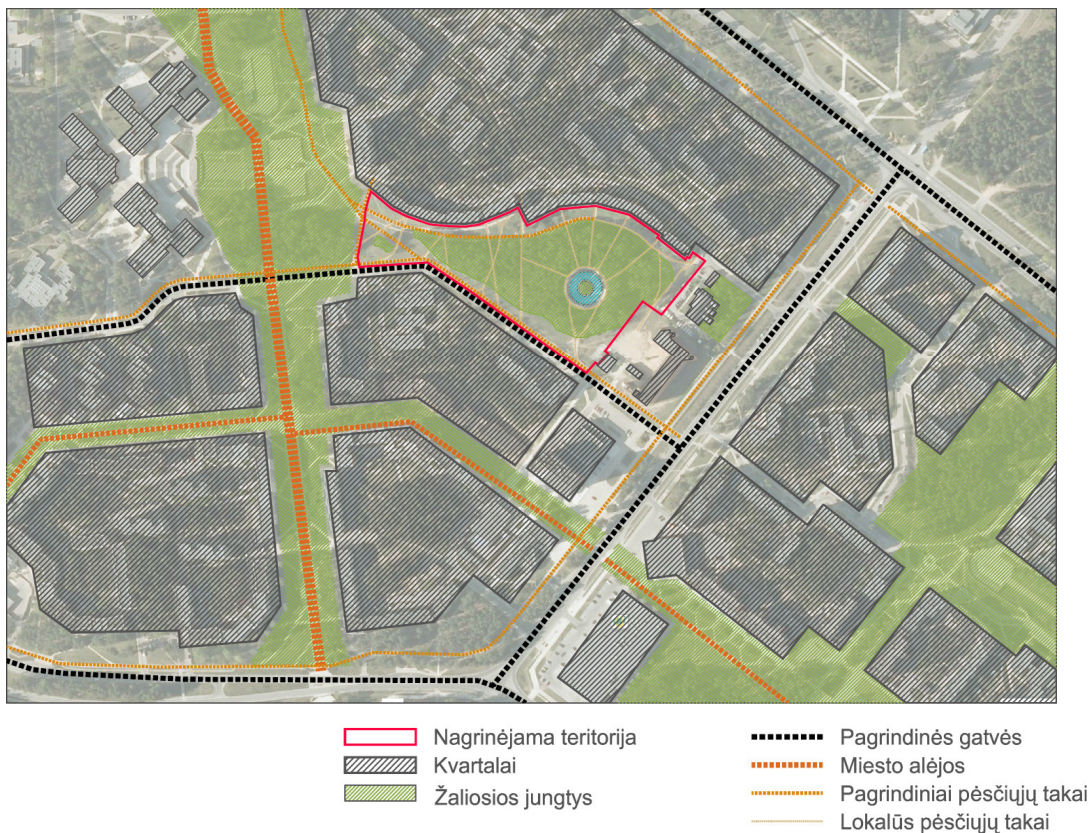 Nagrinėjama teritorija
Kvartalai
Žaliosios jungtys
Pagrindinės gatvės
Miesto alėjos
Pagrindiniai pėsčiųjų takai
Lokalūs pėsčiųjų takai